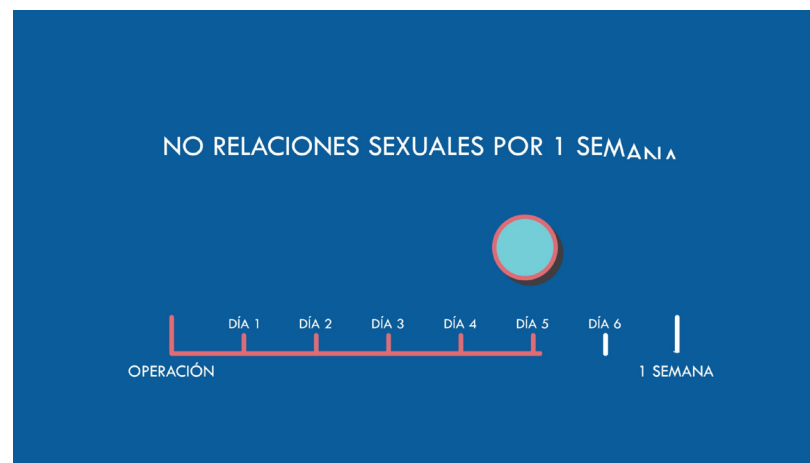 NO RELACIONES SEXUALES POR 1 SEMANA
DÍA 1 DÍA 2 DÍA 3 DÍA 4 DÍA 5 DÍA 6
OPERACIÓN 1 SEMANA